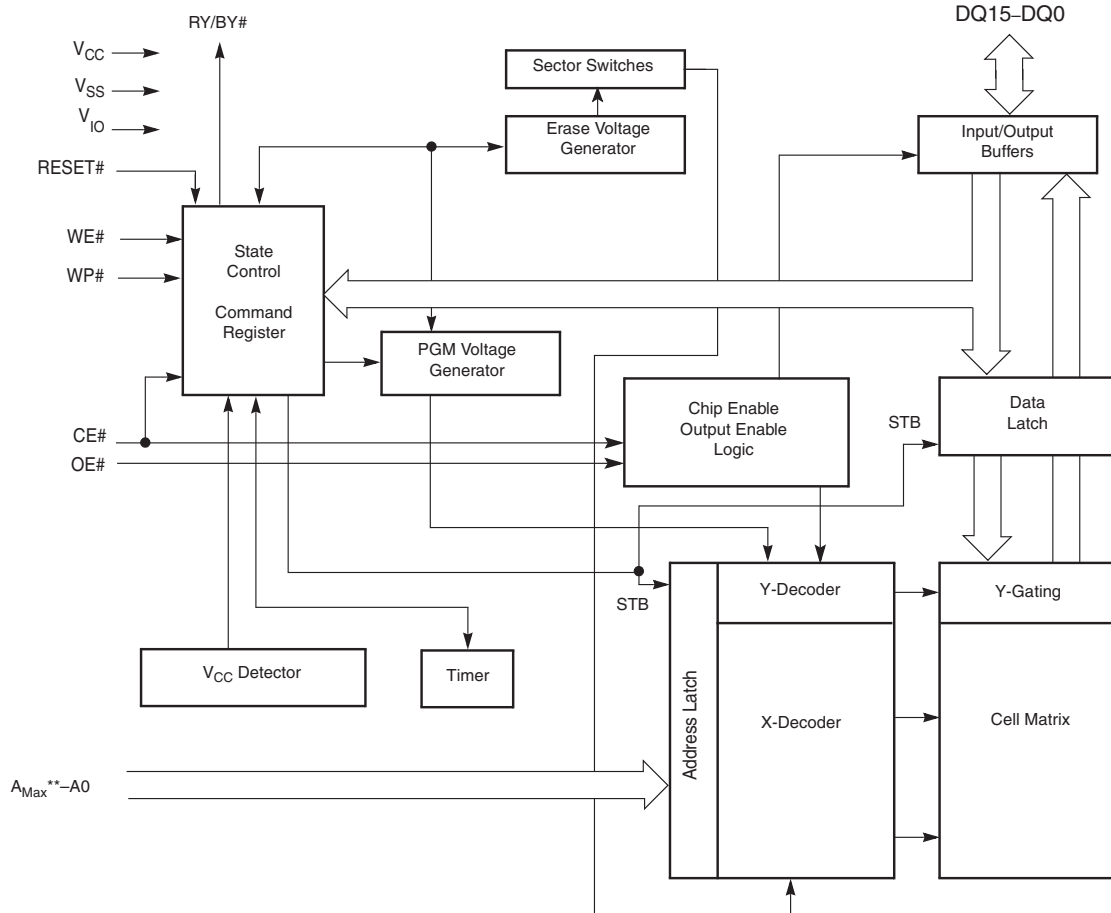 RY/BY#
DQ15–DQ0
VCC
VSS
VIO
RESET#
WE#
WP#
CE#
OE#
Sector Switches
Erase Voltage
Generator
Input/Output
Buffers
State
Control
Command
Register
PGM Voltage
Generator
Chip Enable
Output Enable
Logic
STB
Data
Latch
STB
Y-Decoder
Y-Gating
VCC Detector
Timer
Address Latch
X-Decoder
Cell Matrix
AMax**–A0